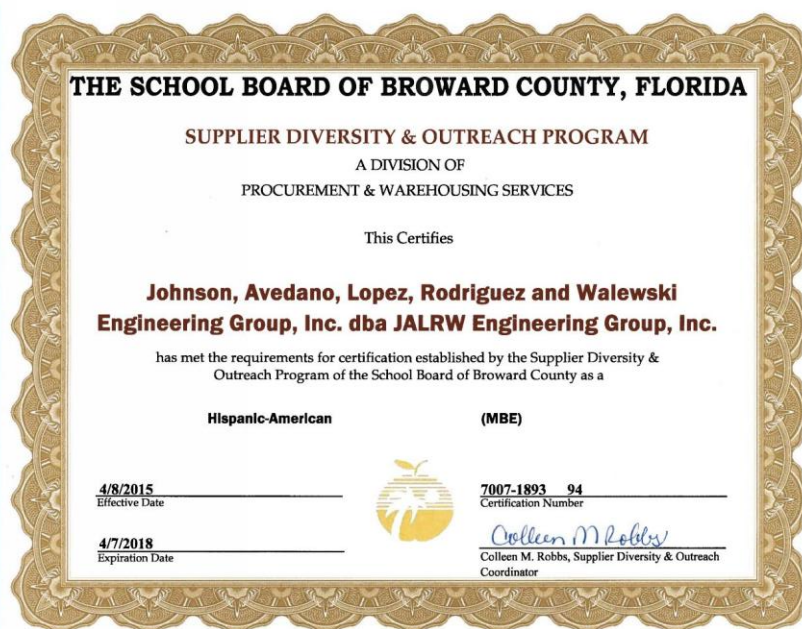 THE SCHOOL BOARD OF BROWARD COUNTY, FLORIDA
SUPPLIER DIVERSITY & OUTREACH PROGRAM
A DIVISION OF
PROCUREMENT & WAREHOUSING SERVICES
This Certifies
Johnson, Avedano, Lopez, Rodriguez and Walewski
Engineering Group, Inc. dba JALRW Engineering Group, Inc.
has met the requirements for certification established by the Supplier Diversity &
Outreach Program of the School Board of Broward County as a
Hispanic-American (MBE)
4/8/2015
Effective Date
7007-1893 94
Certification Number
4/7/2018
Expiration Date
Colleen M Robbs
Colleen M. Robbs, Supplier Diversity & Outreach
Coordinator